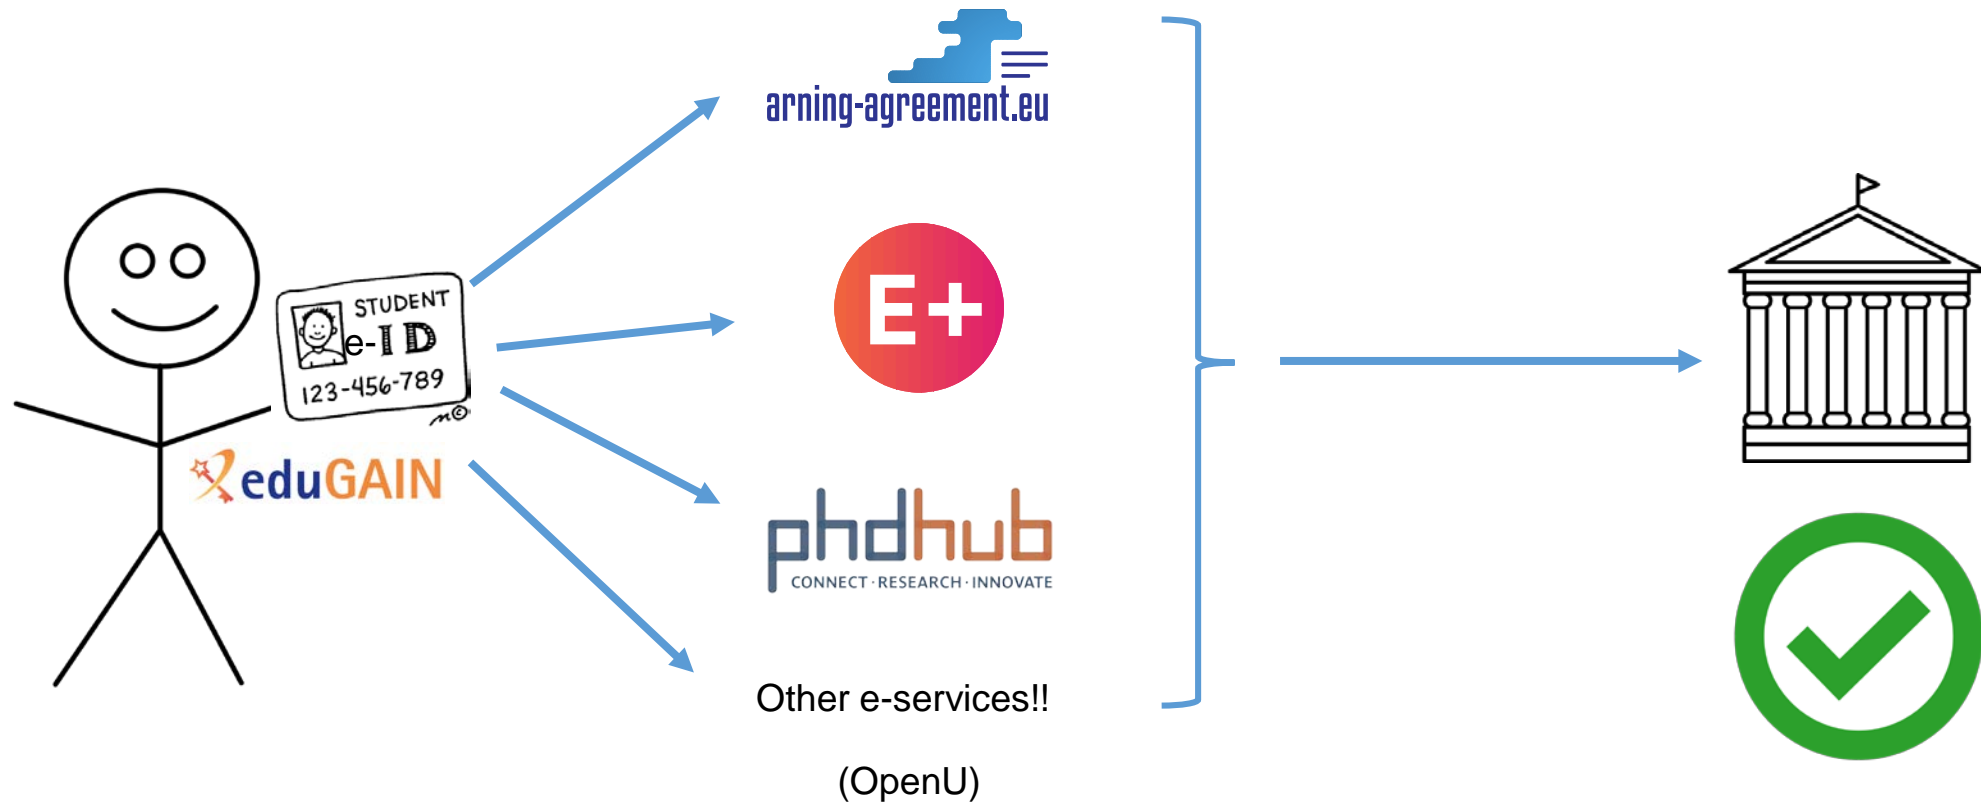 arning-agreement.eu
E+
STUDENT
e-ID
123-456-789
eduGAIN
phdhub
CONNECT · RESEARCH · INNOVATE
Other e-services!!
(OpenU)